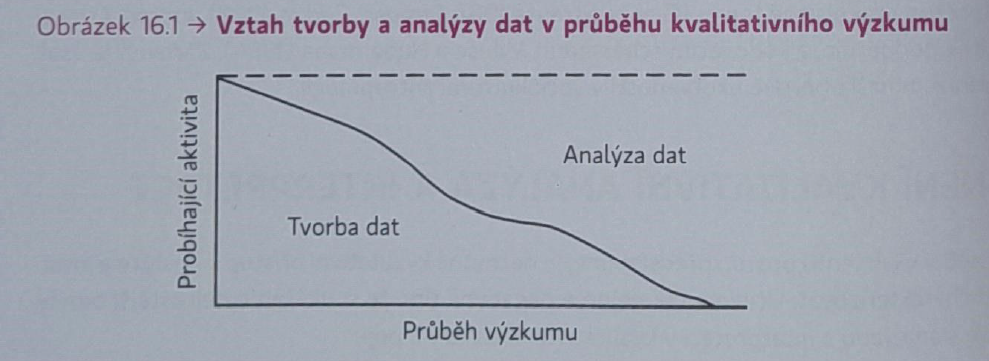 Obrázek 16.1 → Vztah tvorby a analýzy dat v průběhu kvalitativního výzkumu
Probíhající aktivita
Analýza dat
Tvorba dat
Průběh výzkumu